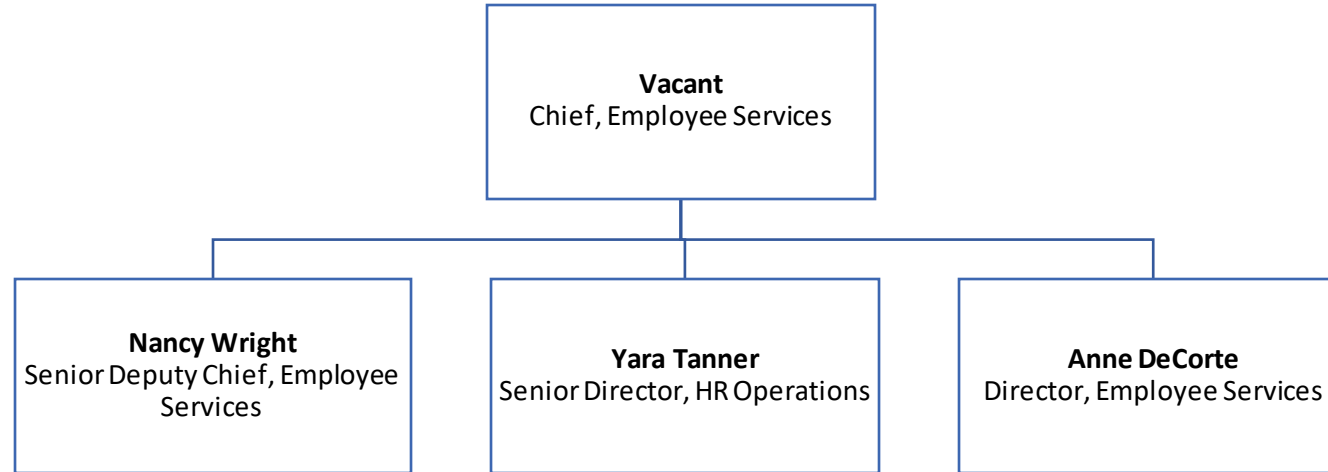 Vacant
Chief, Employee Services
Nancy Wright
Senior Deputy Chief, Employee
Services
Yara Tanner
Senior Director, HR Operations
Anne DeCorte
Director, Employee Services